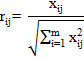 r_ij = x_ij / √(∑_{i=1}^{m} x_ij^2)